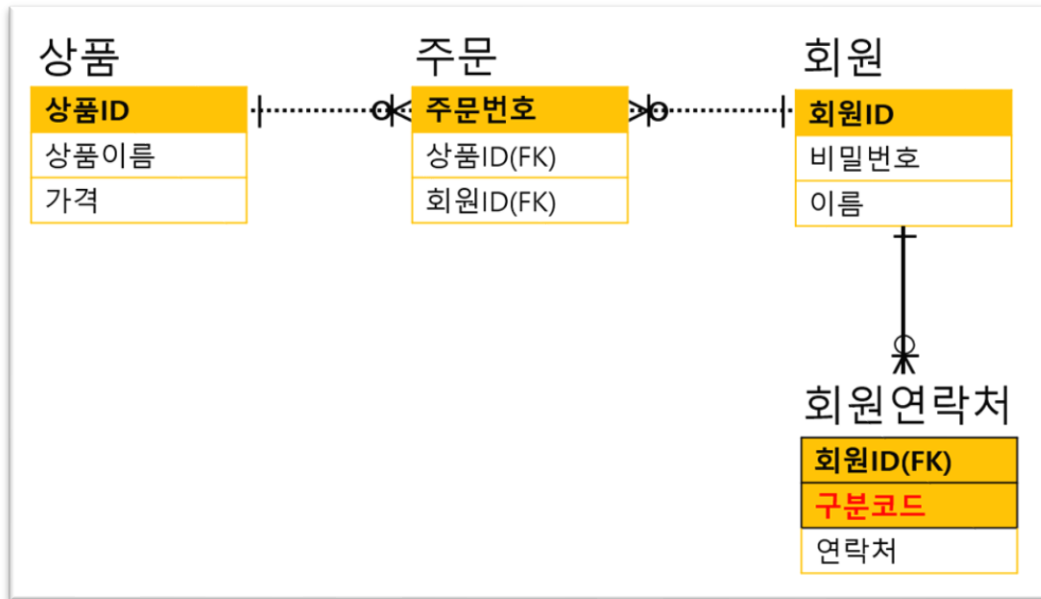 상품
상품ID
상품이름
가격
주문
주문번호
상품ID(FK)
회원ID(FK)
회원
회원ID
비밀번호
이름
회원연락처
회원ID(FK)
구분코드
연락처